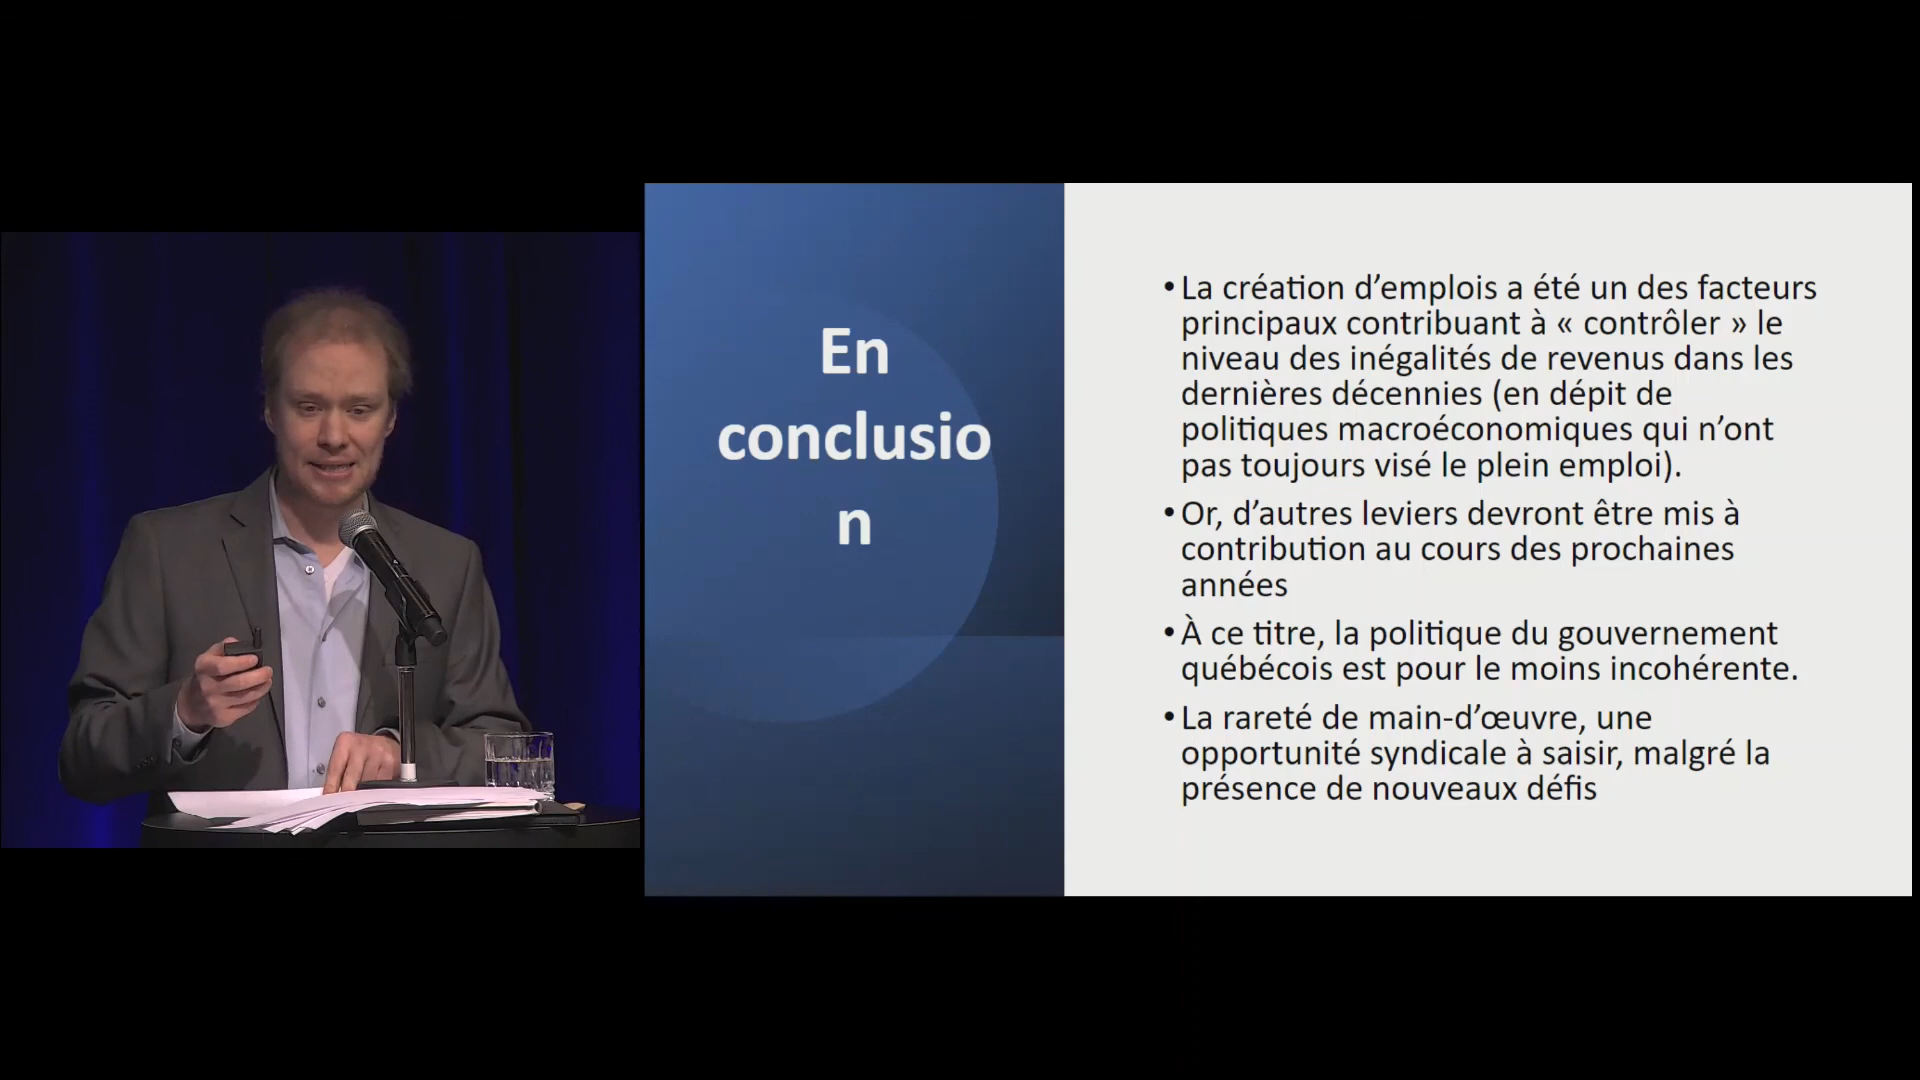 En
conclusio
n
•La création d’emplois a été un des facteurs
principaux contribuant à « contrôler » le
niveau des inégalités de revenus dans les
dernières décennies (en dépit de
politiques macroéconomiques qui n’ont
pas toujours visé le plein emploi).
•Or, d’autres leviers devront être mis à
contribution au cours des prochaines
années
•À ce titre, la politique du gouvernement
québécois est pour le moins incohérente.
•La rareté de main-d’œuvre, une
opportunité syndicale à saisir, malgré la
présence de nouveaux défis